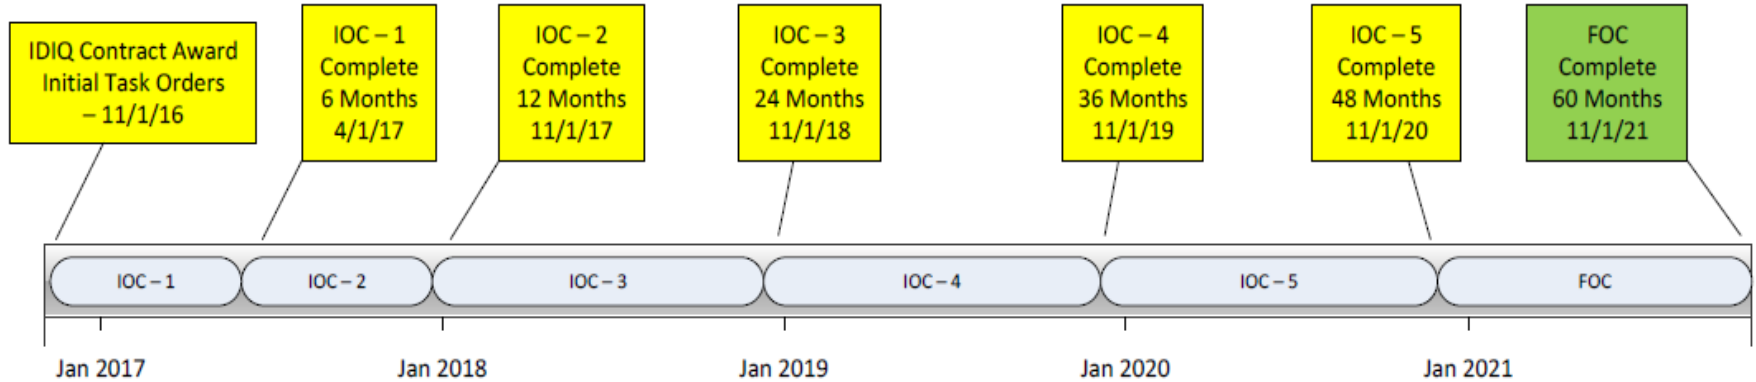 IDIQ Contract Award
Initial Task Orders
– 11/1/16
IOC – 1
Complete
6 Months
4/1/17
IOC – 2
Complete
12 Months
11/1/17
IOC – 3
Complete
24 Months
11/1/18
IOC – 4
Complete
36 Months
11/1/19
IOC – 5
Complete
48 Months
11/1/20
FOC
Complete
60 Months
11/1/21
IOC – 1
IOC – 2
IOC – 3
IOC – 4
IOC – 5
FOC
Jan 2017
Jan 2018
Jan 2019
Jan 2020
Jan 2021